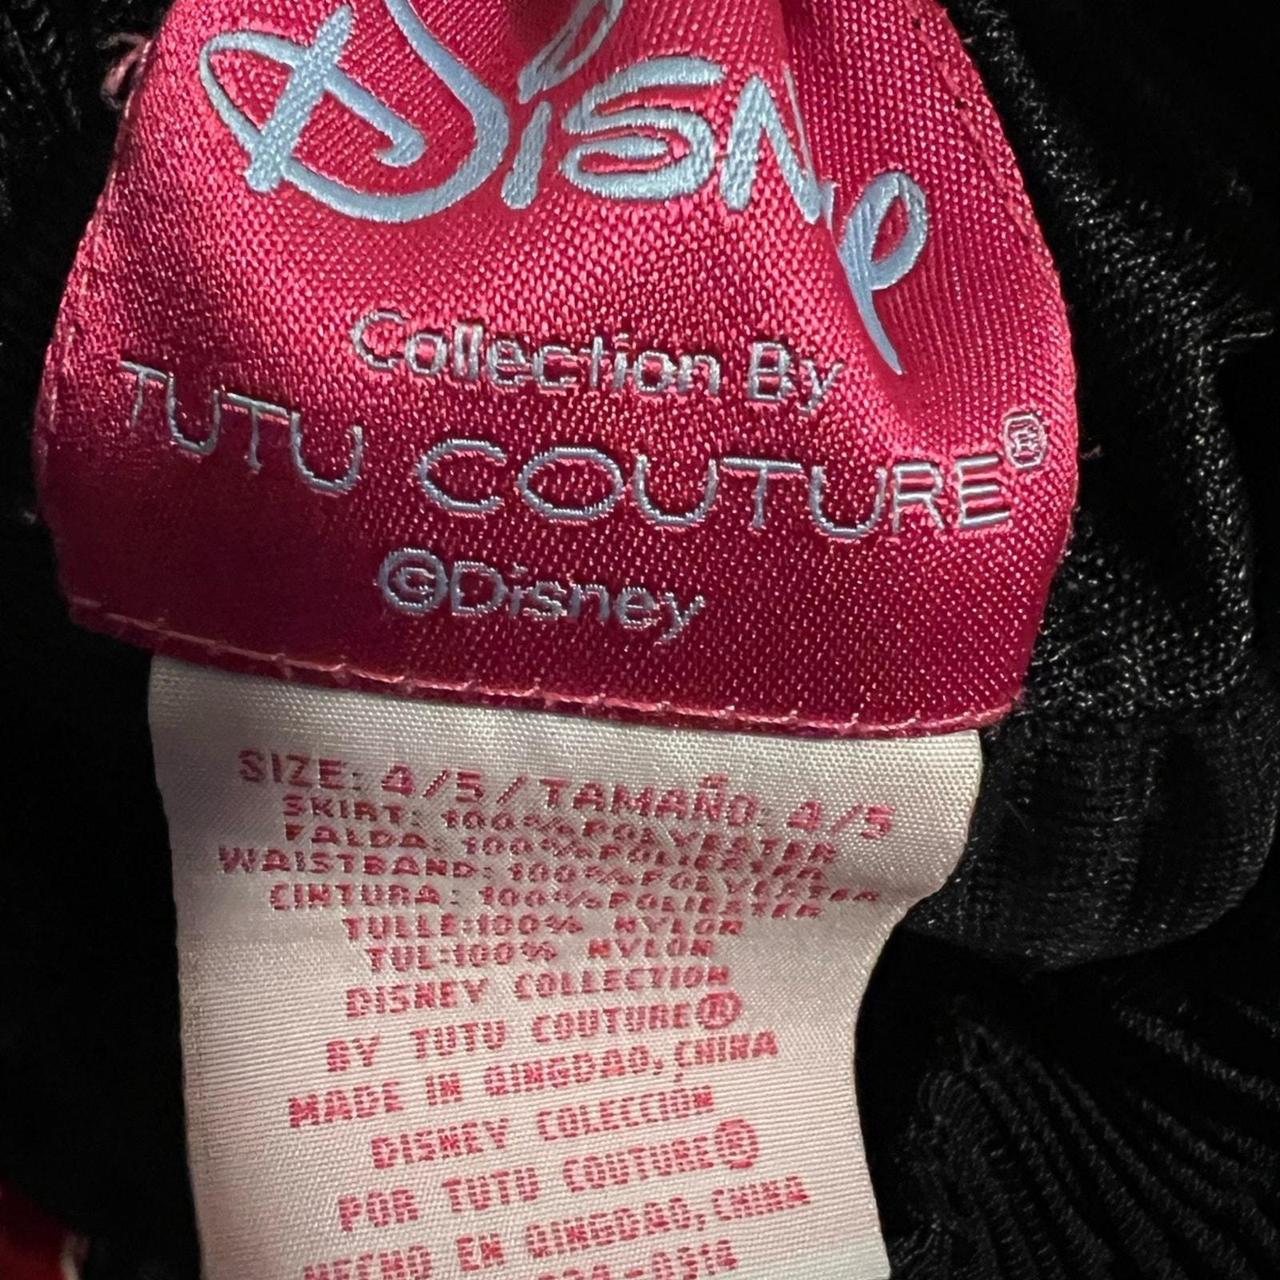 Disney
Collection By
TUTU COUTURE®
©Disney
SIZE: 4/5 / TAMAÑO: 4/5
SKIRT: 100% POLYESTER
FALDA: 100% POLIESTER
WAISTBAND: 100% POLYESTER
CINTURA: 100% POLIESTER
TULLE:100% NYLON
TUL:100% NYLON
DISNEY COLLECTION
BY TUTU COUTURE®
MADE IN QINGDAO, CHINA
DISNEY COLECCIÓN
POR TUTU COUTURE®
HECHO EN QINGDAO, CHINA